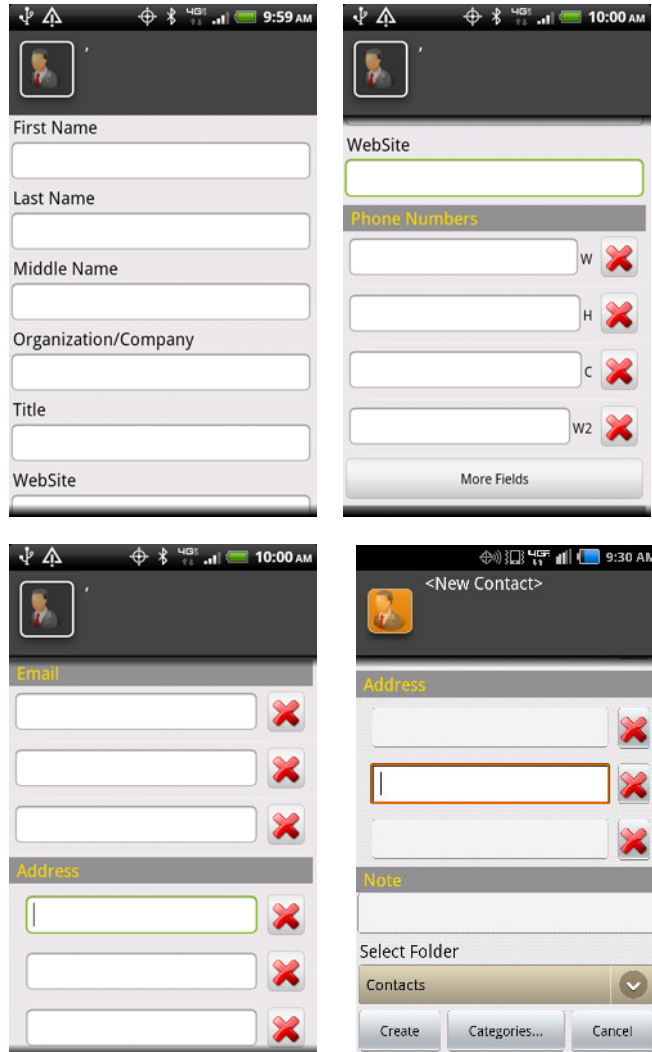 9:59 AM
,
First Name
Last Name
Middle Name
Organization/Company
Title
WebSite
10:00 AM
,
WebSite
Phone Numbers
W
H
C
W2
More Fields
10:00 AM
,
Email
Address
9:30 AM
<New Contact>
Address
Note
Select Folder
Contacts
Create Categories... Cancel